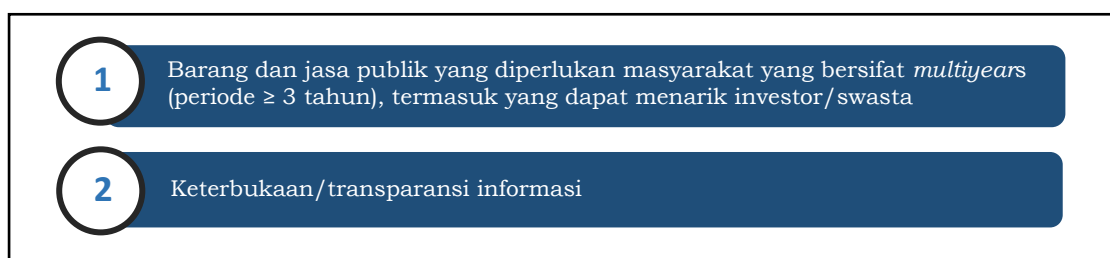 1
Barang dan jasa publik yang diperlukan masyarakat yang bersifat multiyears
(periode ≥ 3 tahun), termasuk yang dapat menarik investor/swasta
2
Keterbukaan/transparansi informasi